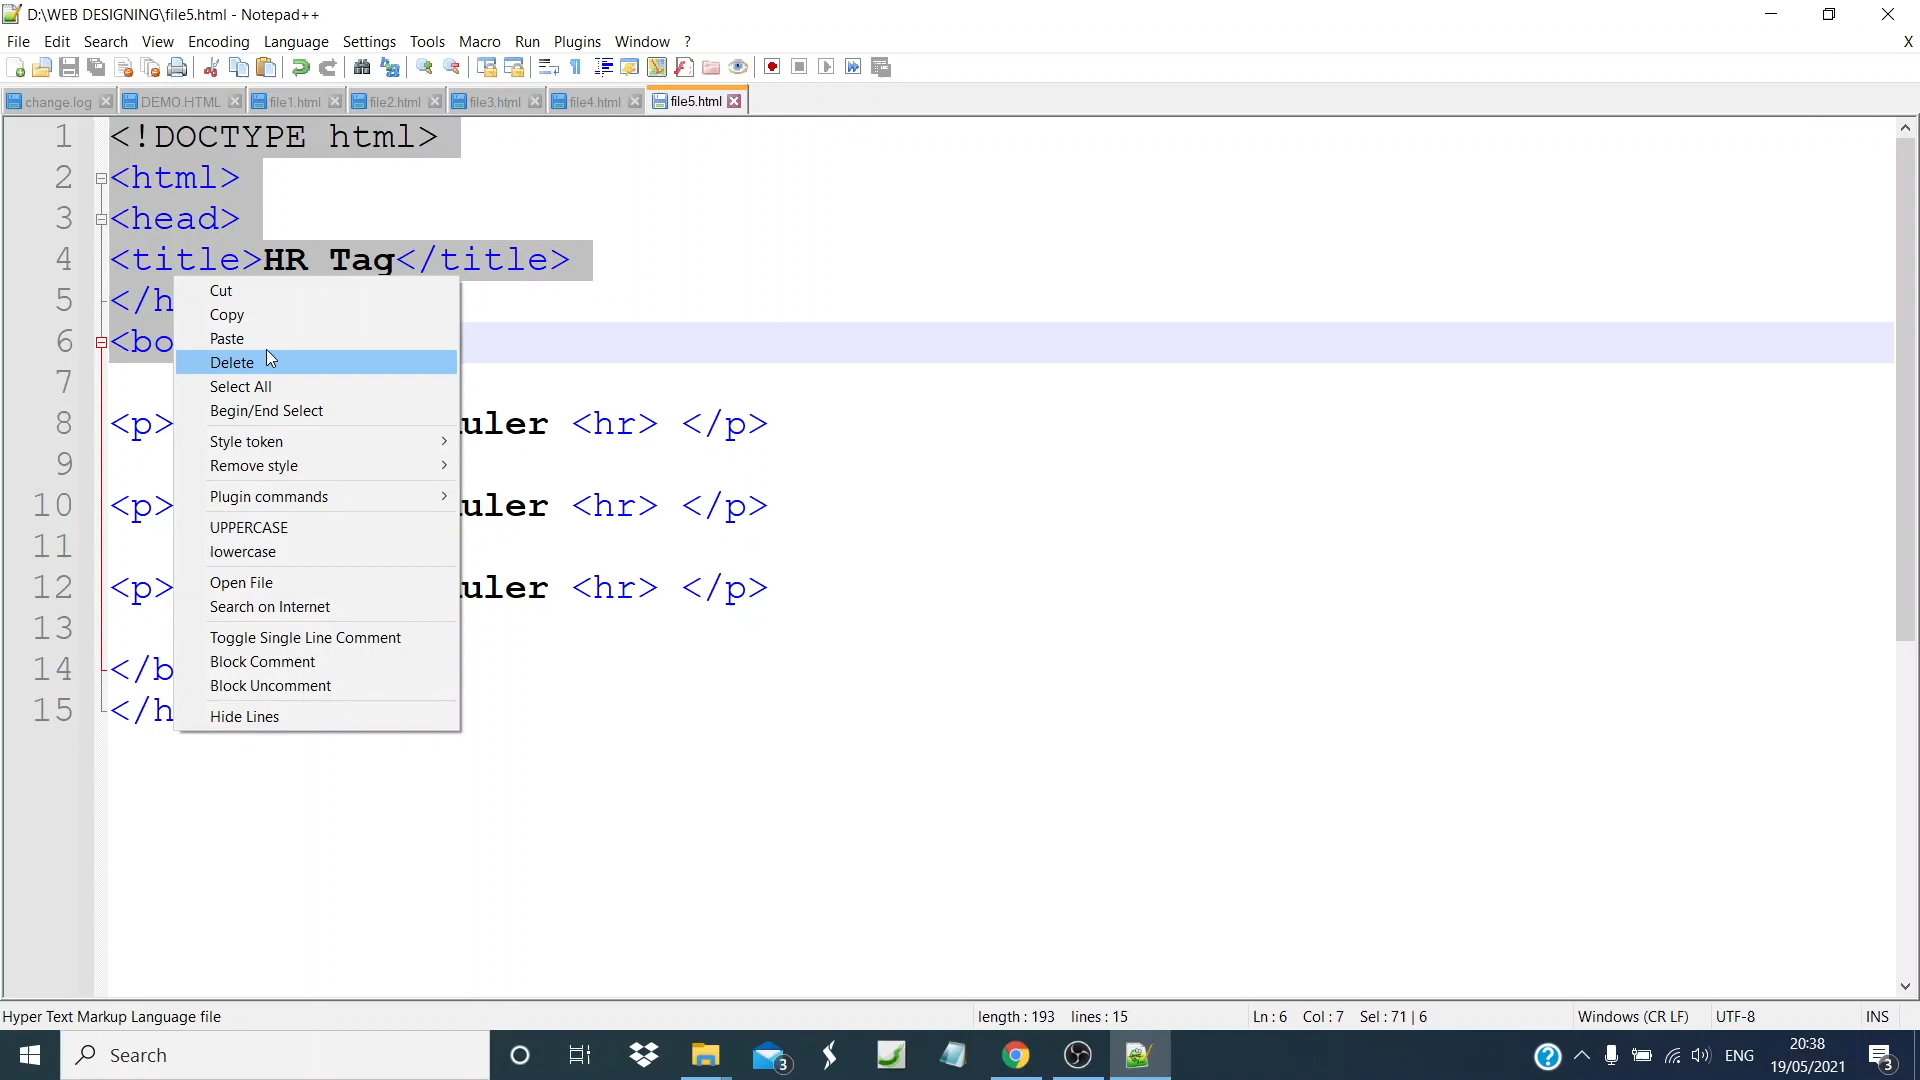 D:\WEB DESIGNING\file5.html - Notepad++
File Edit Search View Encoding Language Settings Tools Macro Run Plugins Window ? X
change.log DEMO.HTML file1.html file2.html file3.html file4.html file5.html
1 <!DOCTYPE html>
2 <html>
3 <head>
4 <title>HR Tag</title>
5 </h
6 <bo
7
8 <p> uler <hr> </p>
9
10 <p> uler <hr> </p>
11
12 <p> uler <hr> </p>
13
14 </b
15 </h
Cut
Copy
Paste
Delete
Select All
Begin/End Select
Style token
Remove style
Plugin commands
UPPERCASE
lowercase
Open File
Search on Internet
Toggle Single Line Comment
Block Comment
Block Uncomment
Hide Lines
Hyper Text Markup Language file length : 193 lines : 15 Ln : 6 Col : 7 Sel : 71 | 6 Windows (CR LF) UTF-8 INS
Search 3 ENG 20:38 3
19/05/2021